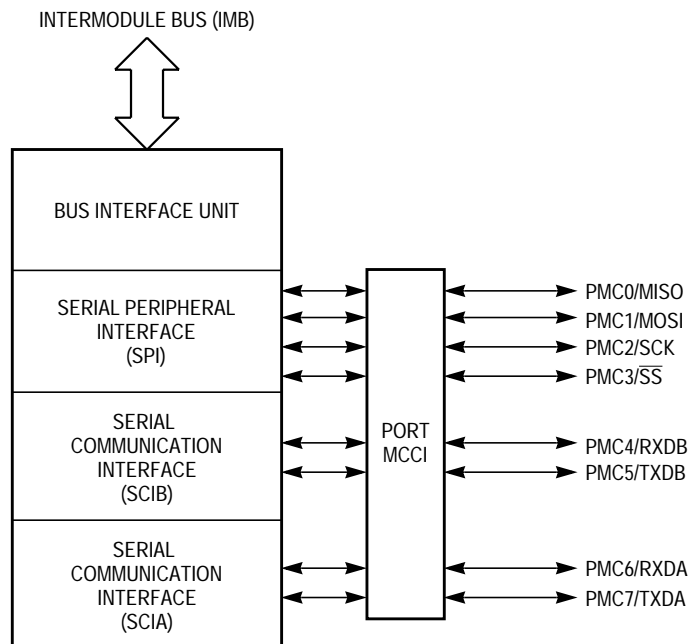 INTERMODULE BUS (IMB)
BUS INTERFACE UNIT
SERIAL PERIPHERAL
INTERFACE
(SPI)
SERIAL
COMMUNICATION
INTERFACE
(SCIB)
SERIAL
COMMUNICATION
INTERFACE
(SCIA)
PORT
MCCI
PMC0/MISO
PMC1/MOSI
PMC2/SCK
PMC3/S̅S̅
PMC4/RXDB
PMC5/TXDB
PMC6/RXDA
PMC7/TXDA